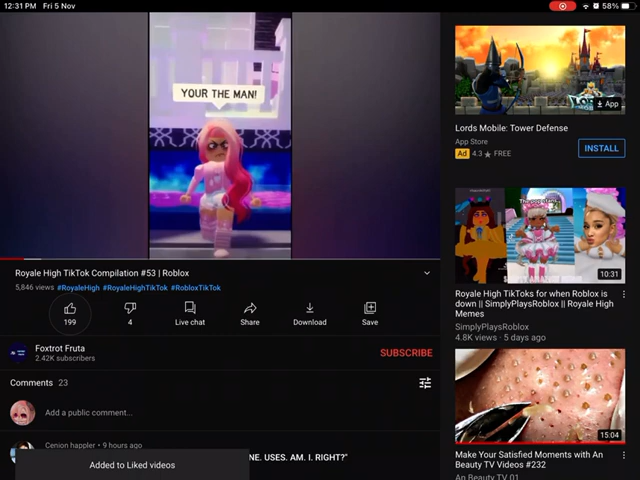 12:31 PM Fri 5 Nov
58%
YOUR THE MAN!
Royale High TikTok Compilation #53 | Roblox
5,846 views #RoyaleHigh #RoyaleHighTikTok #RobloxTikTok
199
4
Live chat
Share
Download
Save
Foxtrot Fruta
2.42K subscribers
SUBSCRIBE
Comments 23
Add a public comment...
Cenion happler • 9 hours ago
NE. USES. AM. I. RIGHT?"
Added to Liked videos
App
Lords Mobile: Tower Defense
App Store
Ad 4.3 ★ FREE
INSTALL
10:31
Royale High TikToks for when Roblox is
down || SimplyPlaysRoblox || Royale High
Memes
SimplyPlaysRoblox
4.8K views · 5 days ago
15:04
Make Your Satisfied Moments with An
Beauty TV Videos #232
An Beauty TV 01